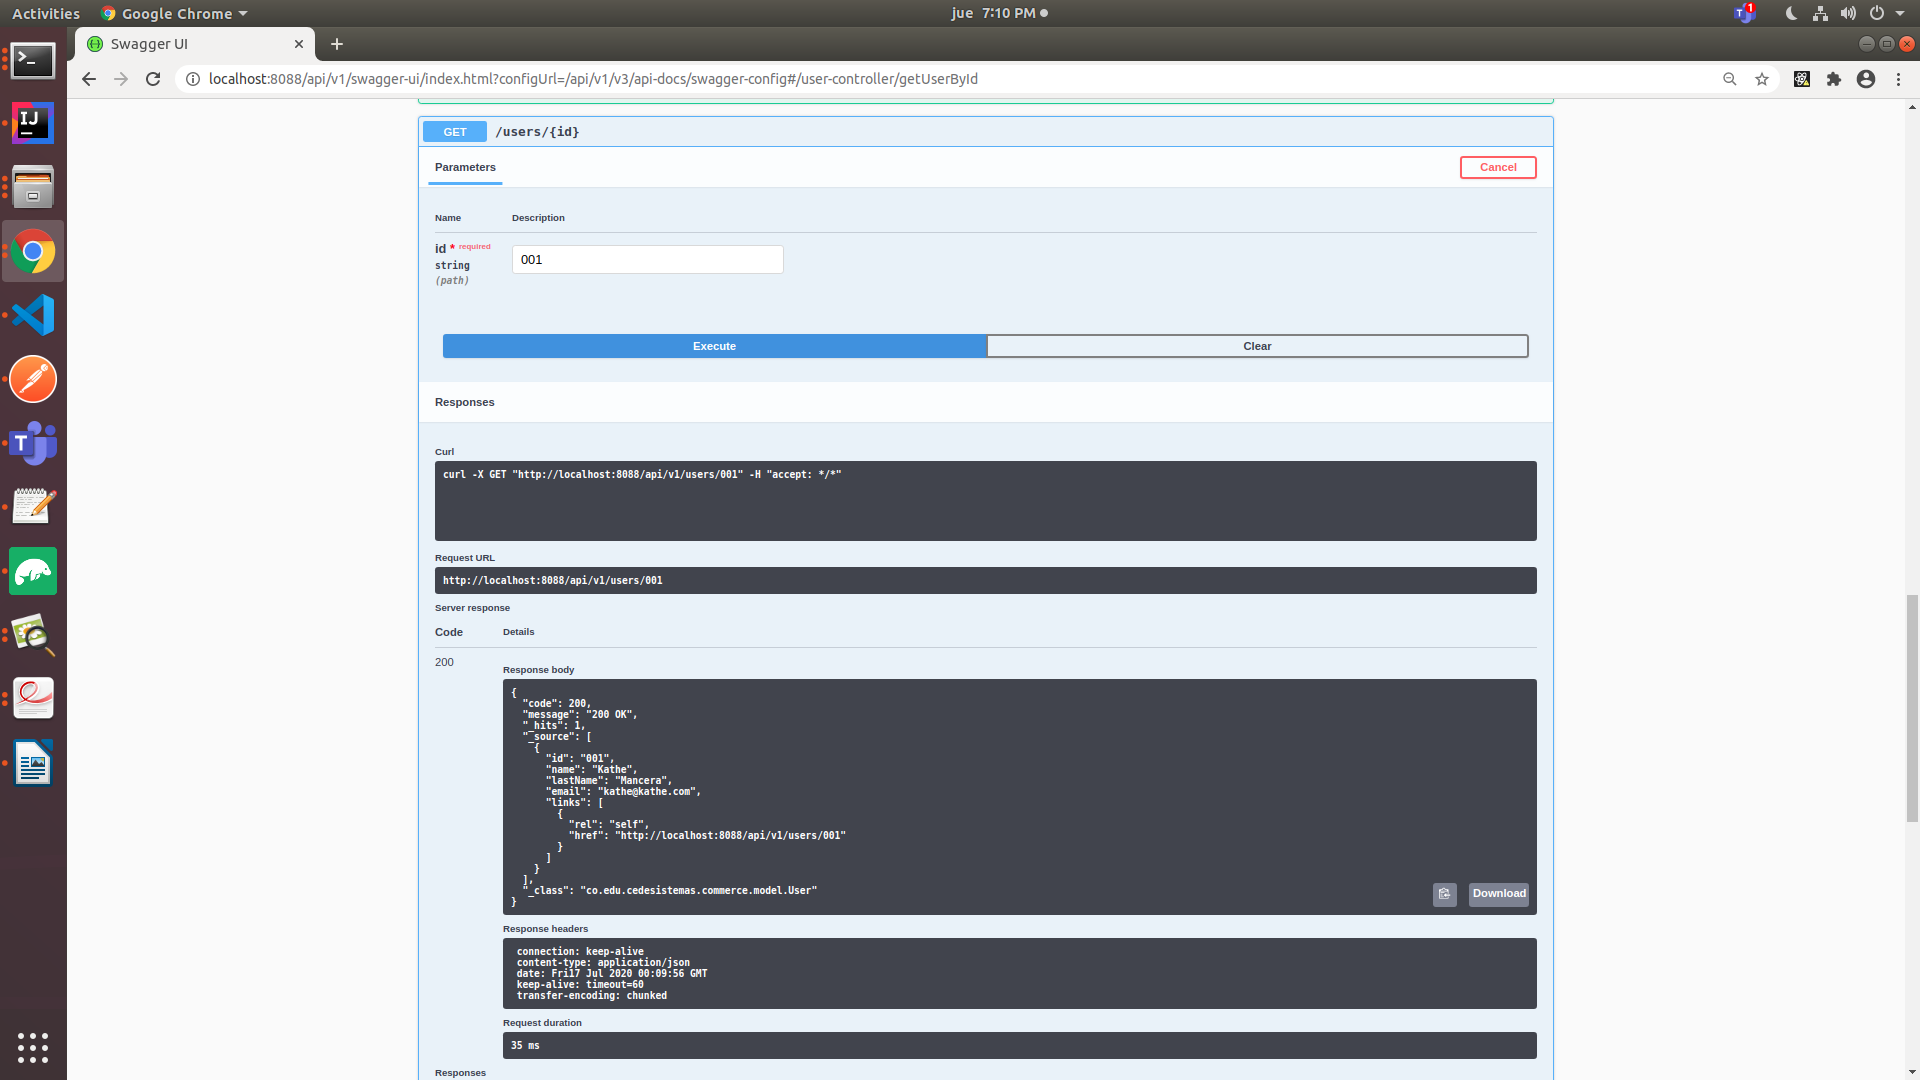 Activities
Google Chrome
jue 7:10 PM
1
Swagger UI
localhost:8088/api/v1/swagger-ui/index.html?configUrl=/api/v1/v3/api-docs/swagger-config#/user-controller/getUserById
GET /users/{id}
Parameters
Cancel
Name Description
id * required
string
(path)
001
Execute
Clear
Responses
Curl
curl -X GET "http://localhost:8088/api/v1/users/001" -H "accept: */*"
Request URL
http://localhost:8088/api/v1/users/001
Server response
Code Details
200
Response body
{
"code": 200,
"message": "200 OK",
"_hits": 1,
"_source": [
{
"id": "001",
"name": "Kathe",
"lastName": "Mancera",
"email": "kathe@kathe.com",
"links": [
{
"rel": "self",
"href": "http://localhost:8088/api/v1/users/001"
}
]
}
],
"_class": "co.edu.cedesistemas.commerce.model.User"
}
Download
Response headers
connection: keep-alive
content-type: application/json
date: Fri17 Jul 2020 00:09:56 GMT
keep-alive: timeout=60
transfer-encoding: chunked
Request duration
35 ms
Responses
IJ
T